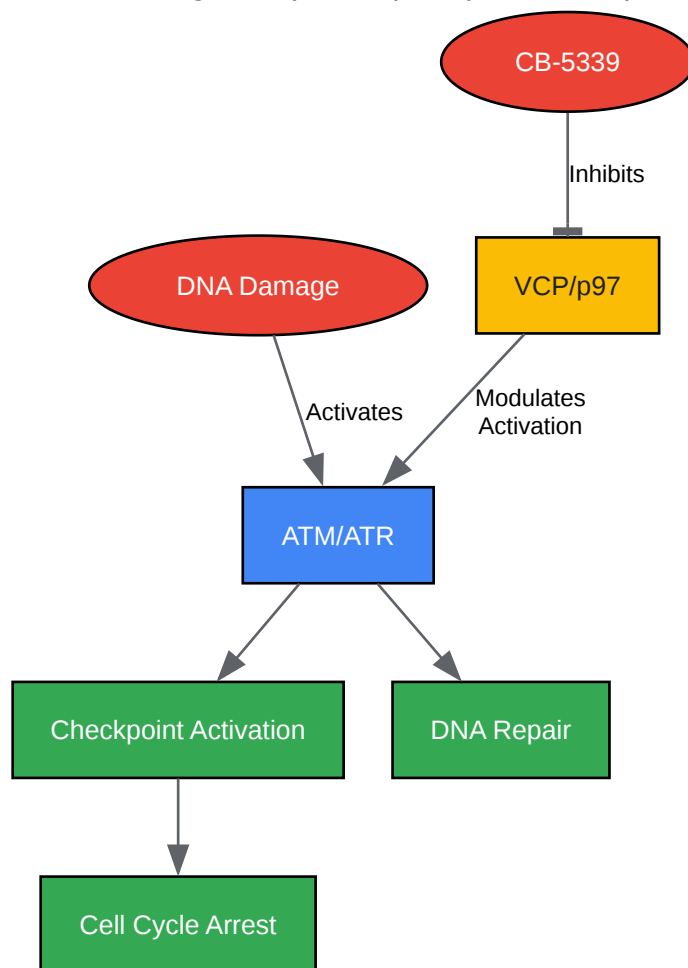 CB-5339
Inhibits
DNA Damage
VCP/p97
Activates
Modulates
Activation
ATM/ATR
Checkpoint Activation
DNA Repair
Cell Cycle Arrest